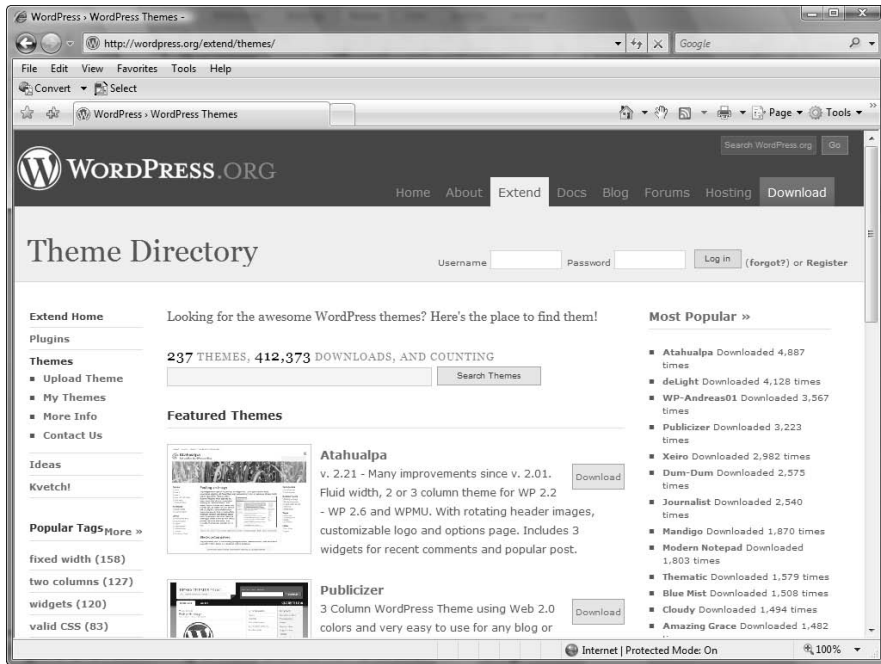 WordPress › WordPress Themes -
http://wordpress.org/extend/themes/
Google
File Edit View Favorites Tools Help
Convert Select
WordPress › WordPress Themes
Page Tools
WORDPRESS.ORG
Search WordPress.org Go
Home About Extend Docs Blog Forums Hosting Download
Theme Directory
Username Password Log in (forgot?) or Register
Extend Home
Plugins
Themes
Upload Theme
My Themes
More Info
Contact Us
Ideas
Kvetch!
Popular Tags More »
fixed width (158)
two columns (127)
widgets (120)
valid CSS (83)
Looking for the awesome WordPress themes? Here's the place to find them!
237 THEMES, 412,373 DOWNLOADS, AND COUNTING
Search Themes
Featured Themes
Atahualpa
v. 2.21 - Many improvements since v. 2.01.
Fluid width, 2 or 3 column theme for WP 2.2
- WP 2.6 and WPMU. With rotating header images,
customizable logo and options page. Includes 3
widgets for recent comments and popular post.
Download
Publicizer
3 Column WordPress Theme using Web 2.0
colors and very easy to use for any blog or
Download
Most Popular »
Atahualpa Downloaded 4,887
times
deLight Downloaded 4,128 times
WP-Andreas01 Downloaded 3,567
times
Publicizer Downloaded 3,223
times
Xeiro Downloaded 2,982 times
Dum-Dum Downloaded 2,575
times
Journalist Downloaded 2,540
times
Mandigo Downloaded 1,870 times
Modern Notepad Downloaded
1,803 times
Thematic Downloaded 1,579 times
Blue Mist Downloaded 1,508 times
Cloudy Downloaded 1,494 times
Amazing Grace Downloaded 1,482
Internet | Protected Mode: On
100%